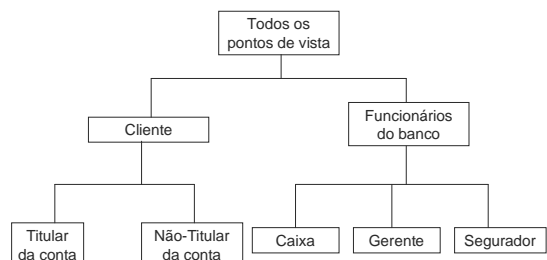 Todos os
pontos de vista
Cliente
Funcionários
do banco
Titular
da conta
Não-Titular
da conta
Caixa
Gerente
Segurador